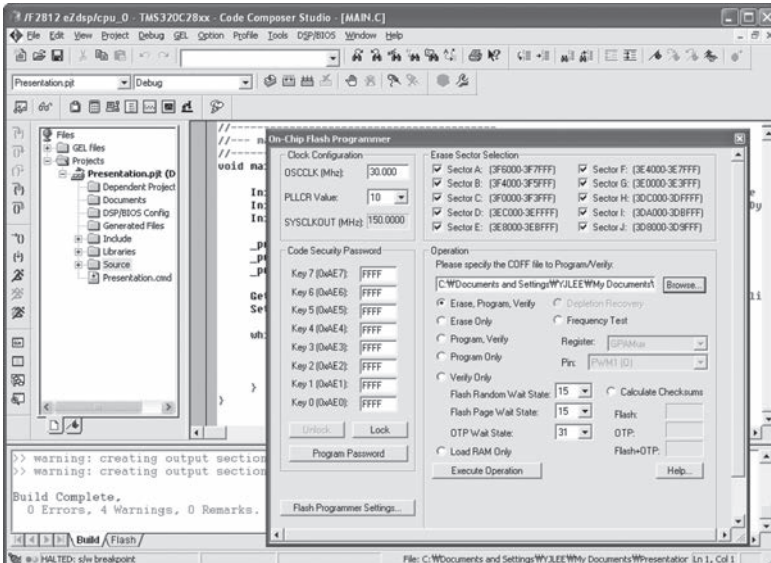 /F2812 eZdsp/cpu_0 - TMS320C28xx - Code Composer Studio - [MAIN.C]
File Edit View Project Debug GEL Option Profile Tools DSP/BIOS Window Help
Presentation.pjt
Debug
Files
GEL files
Projects
Presentation.pjt (D
Dependent Project
Documents
DSP/BIOS Config
Generated Files
Include
Libraries
Source
Presentation.cmd
//---
//--- m
//---
void mai
In
In
In
_p
_p
_p
Get
Set
whi
}
}
On-Chip Flash Programmer
Clock Configuration
OSCCLK (Mhz): 30.000
PLLCR Value: 10
SYSCLKOUT (MHz): 150.0000
Erase Sector Selection
Sector A: (3F6000-3F7FFF)
Sector F: (3E4000-3E7FFF)
Sector B: (3F4000-3F5FFF)
Sector G: (3E0000-3E3FFF)
Sector C: (3F0000-3F3FFF)
Sector H: (3DC000-3DFFFF)
Sector D: (3EC000-3EFFFF)
Sector I: (3DA000-3DBFFF)
Sector E: (3E8000-3EBFFF)
Sector J: (3D8000-3D9FFF)
Code Security Password
Key 7 (0xAE7): FFFF
Key 6 (0xAE6): FFFF
Key 5 (0xAE5): FFFF
Key 4 (0xAE4): FFFF
Key 3 (0xAE3): FFFF
Key 2 (0xAE2): FFFF
Key 1 (0xAE1): FFFF
Key 0 (0xAE0): FFFF
Unlock
Lock
Program Password
Flash Programmer Settings...
Operation
Please specify the COFF file to Program/Verify.
C:₩Documents and Settings₩YJLEE₩My Documents₩
Browse...
Erase, Program, Verify
Depletion Recovery
Erase Only
Frequency Test
Program, Verify
Register: GPAMux
Program Only
Pin: PWM1 (0)
Verify Only
Flash Random Wait State: 15
Calculate Checksums
Flash Page Wait State: 15
Flash:
OTP Wait State: 31
OTP:
Load RAM Only
Flash+OTP:
Execute Operation
Help...
>> warning: creating output section
>> warning: creating output section
Build Complete,
0 Errors, 4 Warnings, 0 Remarks.
Build
Flash
HALTED: s/w breakpoint
File: C:₩Documents and Settings₩YJLEE₩My Documents₩Presentatior
Ln 1, Col 1